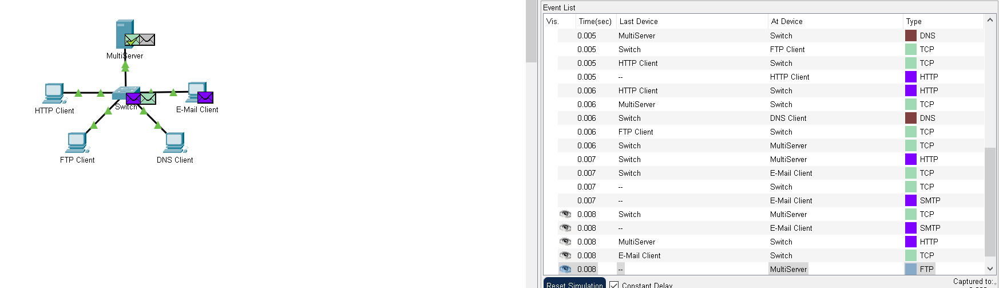 MultiServer
HTTP Client
Switch
E-Mail Client
FTP Client
DNS Client
Event List
Vis. Time(sec) Last Device At Device Type
0.005 MultiServer Switch DNS
0.005 Switch FTP Client TCP
0.005 HTTP Client Switch TCP
0.005 -- HTTP Client HTTP
0.006 HTTP Client Switch HTTP
0.006 MultiServer Switch TCP
0.006 Switch DNS Client DNS
0.006 FTP Client Switch TCP
0.006 Switch MultiServer TCP
0.007 Switch MultiServer HTTP
0.007 Switch E-Mail Client TCP
0.007 -- Switch TCP
0.007 -- E-Mail Client SMTP
0.008 Switch MultiServer TCP
0.008 -- E-Mail Client SMTP
0.008 MultiServer Switch HTTP
0.008 E-Mail Client Switch TCP
0.008 -- MultiServer FTP
Reset Simulation Constant Delay Captured to: